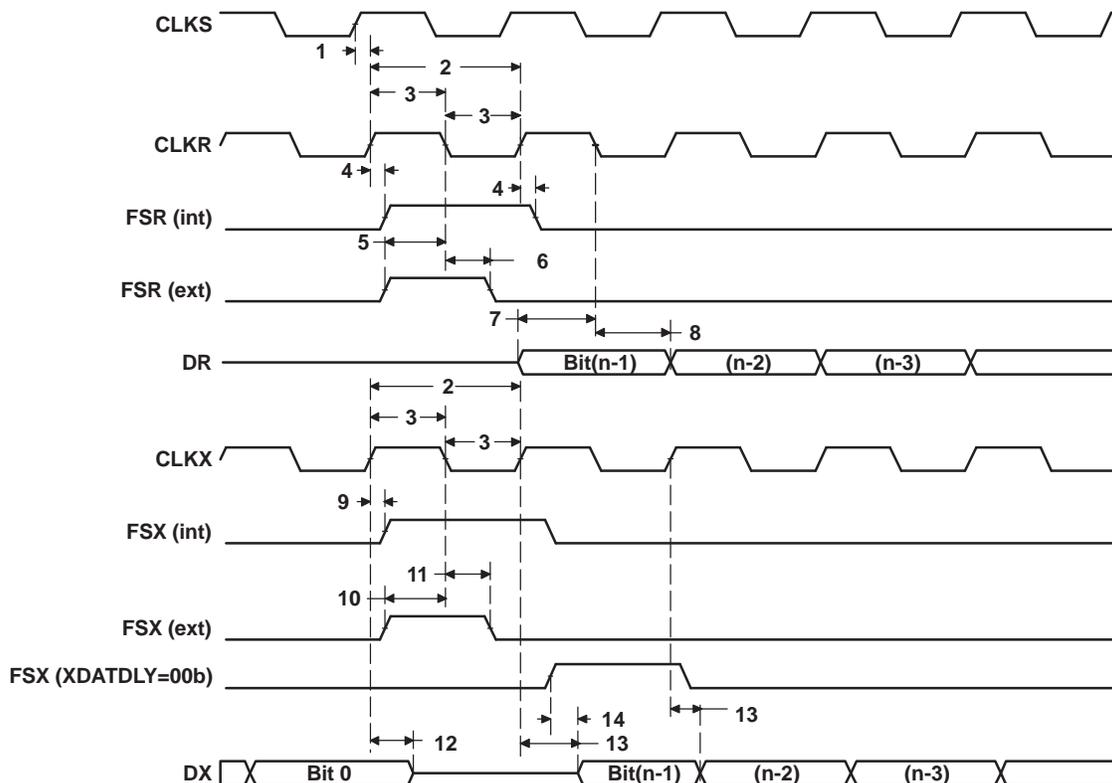 CLKS
1
2
3
3
CLKR
4
4
FSR (int)
5
6
FSR (ext)
7
8
DR Bit(n-1) (n-2) (n-3)
2
3
3
CLKX
9
FSX (int)
11
10
FSX (ext)
FSX (XDATDLY=00b)
14 13
12 13
DX Bit 0 Bit(n-1) (n-2) (n-3)